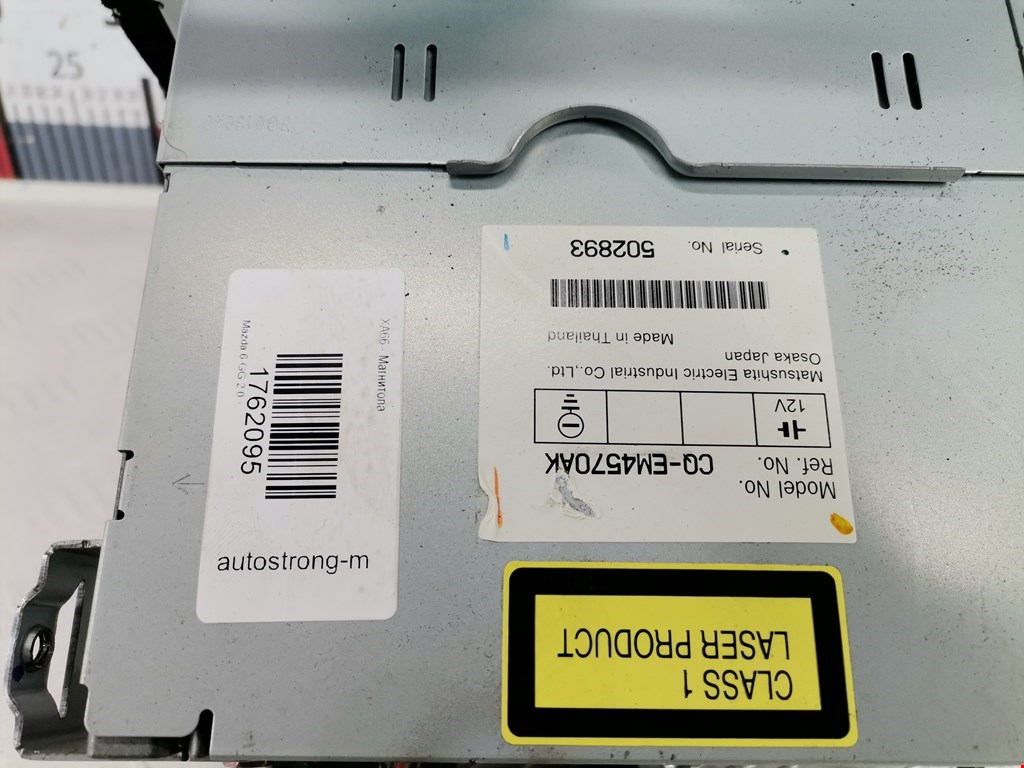 25
XA66 Магнитола
Mazda 6 GG 2.0
1762095
autostrong-m
Model No.
Ref. No. CQ-EM4570AK
12V
Matsushita Electric Industrial Co.,Ltd.
Osaka Japan
Made in Thailand
Serial No. 502893
CLASS 1
LASER PRODUCT